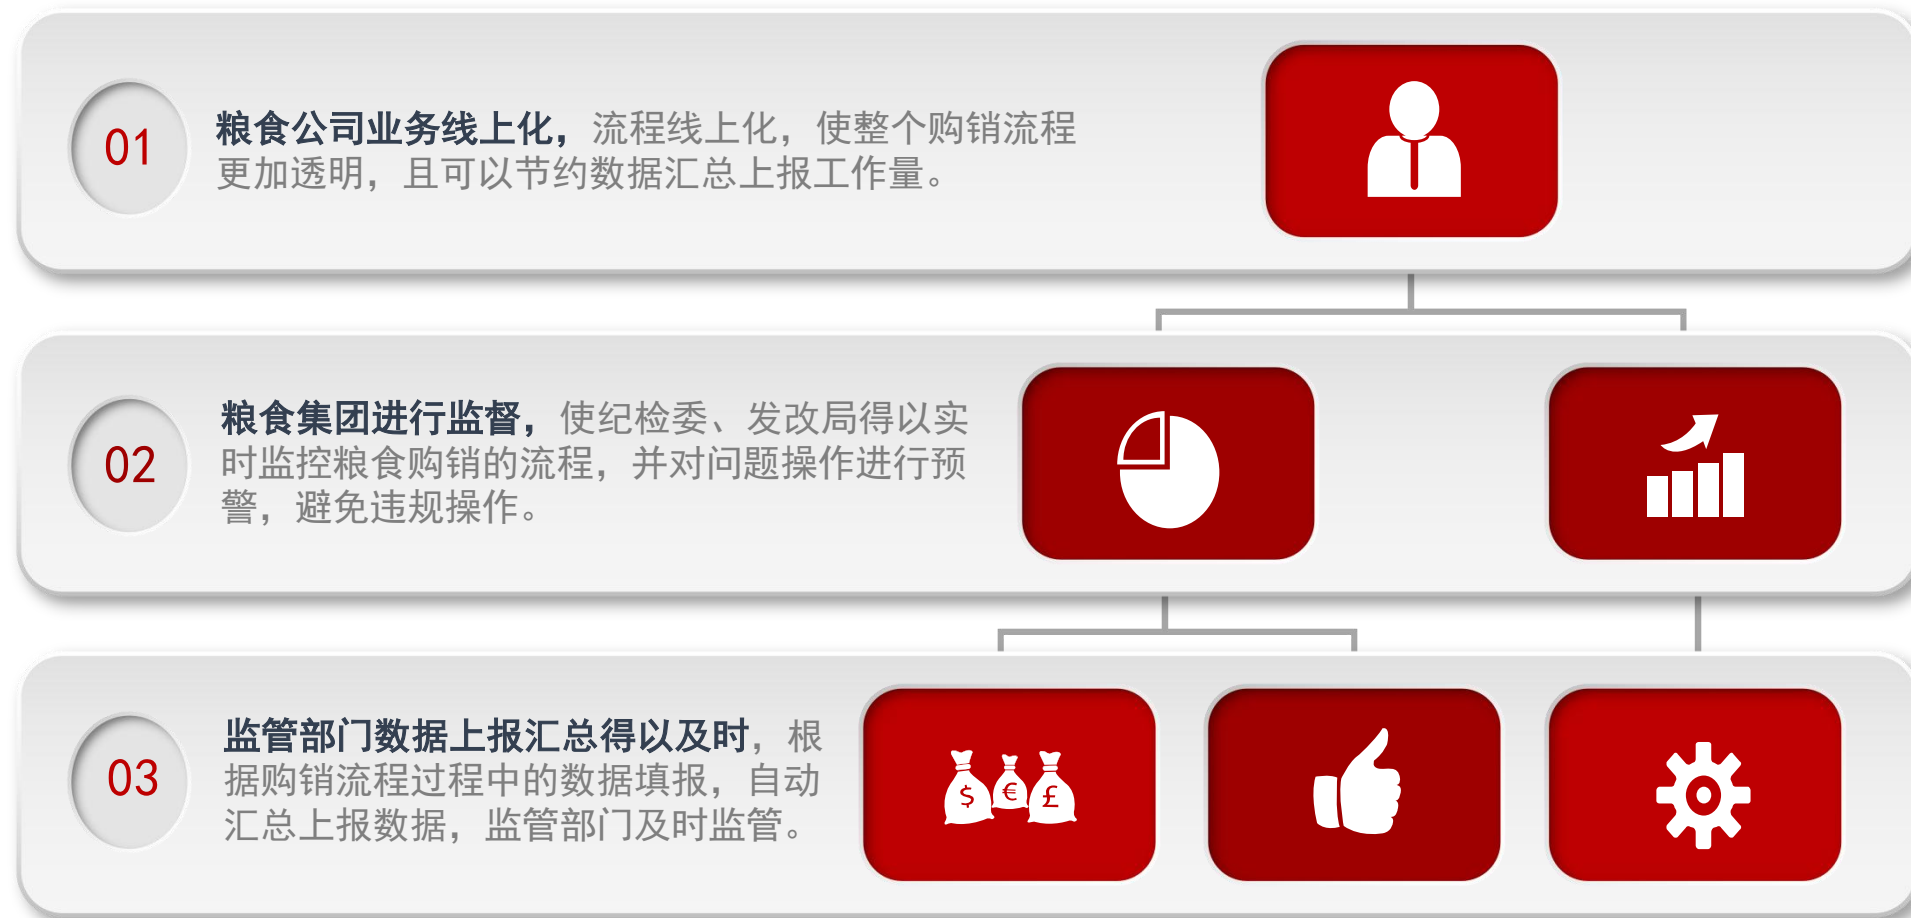 01
粮食公司业务线上化，流程线上化，使整个购销流程
更加透明，且可以节约数据汇总上报工作量。
02
粮食集团进行监督，使纪检委、发改局得以实
时监控粮食购销的流程，并对问题操作进行预
警，避免违规操作。
03
监管部门数据上报汇总得以及时，根
据购销流程过程中的数据填报，自动
汇总上报数据，监管部门及时监管。
$ € £